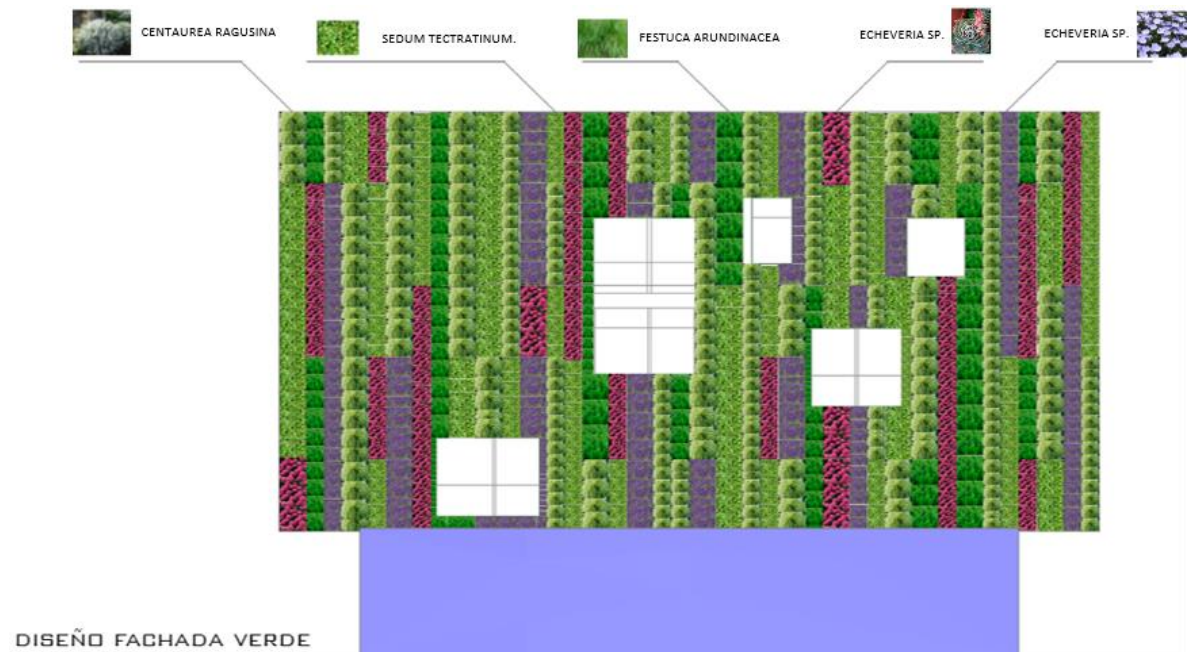 CENTAUREA RAGUSINA
SEDUM TECTRATINUM.
FESTUCA ARUNDINACEA
ECHEVERIA SP.
ECHEVERIA SP.
DISEÑO FACHADA VERDE